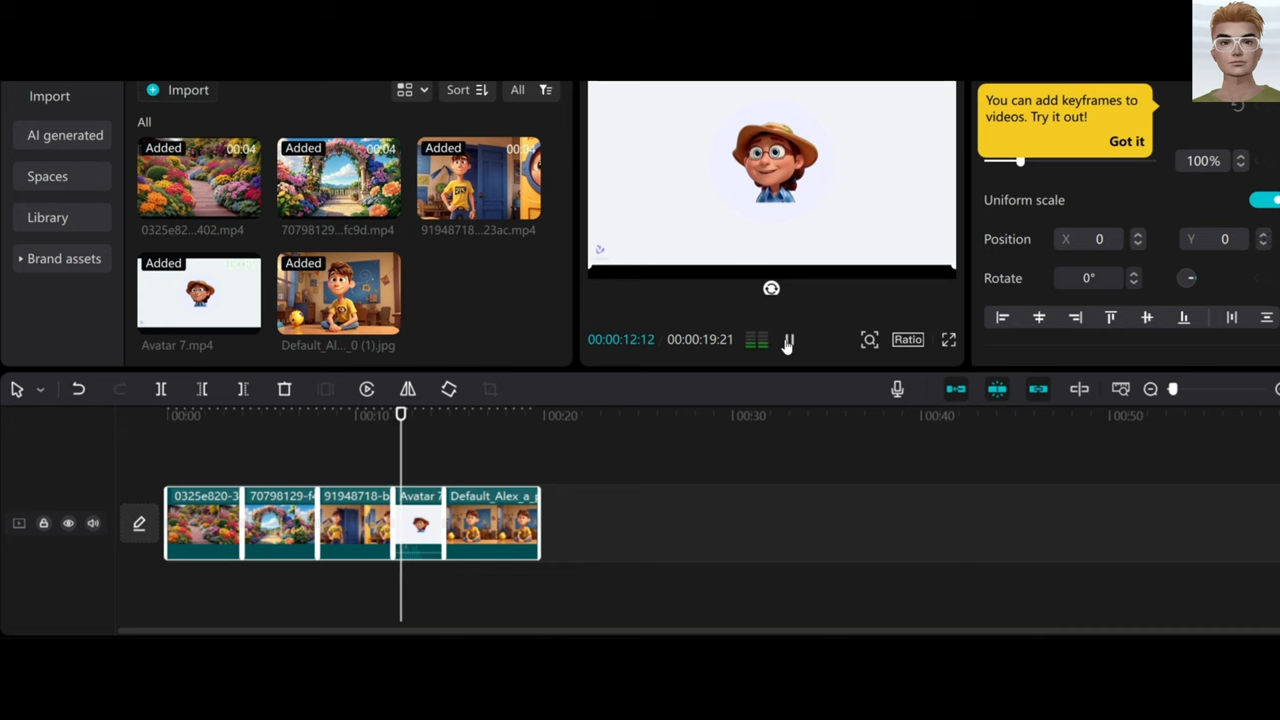 Import
AI generated
Spaces
Library
Brand assets
Import
Sort
All
All
Added
00:04
Added
00:04
Added
0325e82...402.mp4
70798129...fc9d.mp4
91948718...23ac.mp4
Added
Added
Avatar 7.mp4
Default_Al..._0 (1).jpg
00:00:12:12
00:00:19:21
Ratio
You can add keyframes to
videos. Try it out!
Got it
100%
Uniform scale
Position
X
0
Y
0
Rotate
0°
00:00
00:10
00:20
00:30
00:40
00:50
0325e820-3
70798129-f
91948718-b
Avatar 7
Default_Alex_a_p